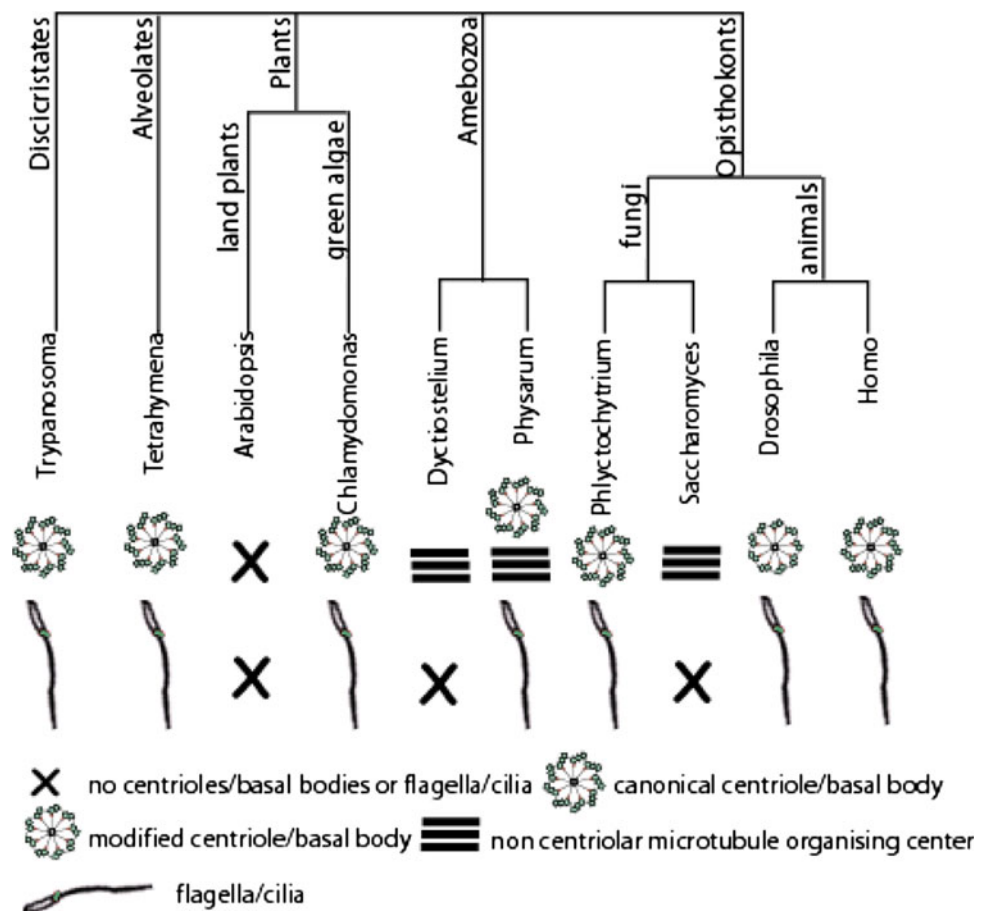 Discicristates
Alveolates
Plants
Amebozoa
Opisthokonts
land plants
green algae
fungi
animals
Trypanosoma
Tetrahymena
Arabidopsis
Chlamydomonas
Dyctiostelium
Physarum
Phlyctochytrium
Saccharomyces
Drosophila
Homo
no centrioles/basal bodies or flagella/cilia
canonical centriole/basal body
modified centriole/basal body
non centriolar microtubule organising center
flagella/cilia